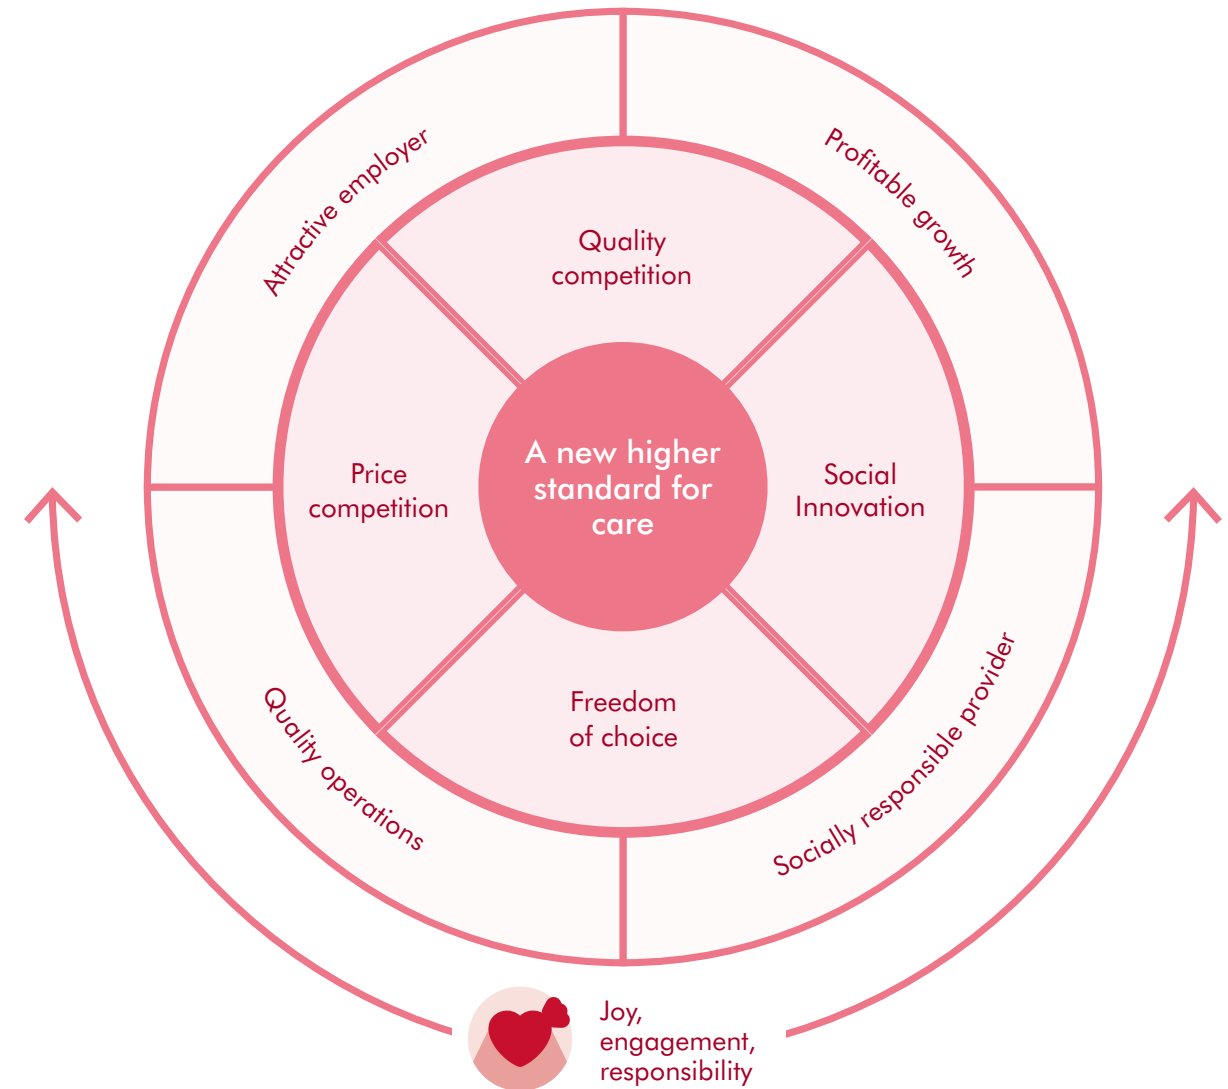 Attractive employer
Profitable growth
Quality
competition
A new higher
standard for
care
Price
competition
Social
Innovation
Freedom
of choice
Quality operations
Socially responsible provider
Joy,
engagement,
responsibility